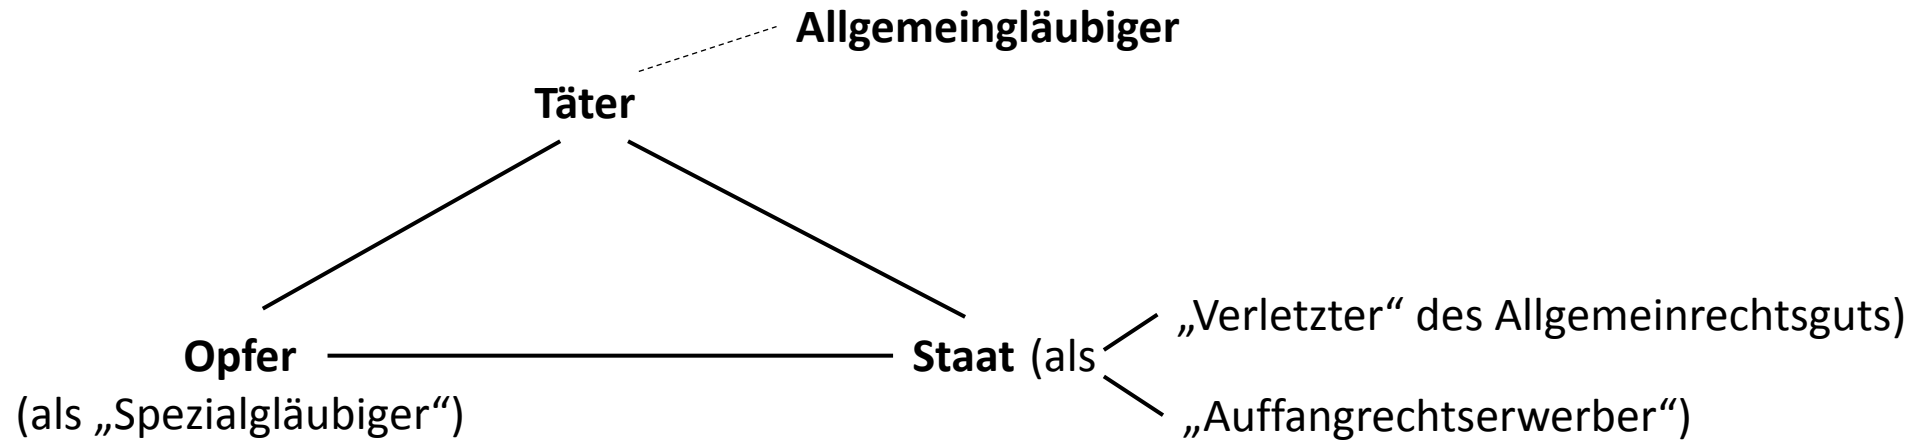 Allgemeingläubiger
Täter
„Verletzter“ des Allgemeinrechtsguts)
Opfer
Staat (als
„Auffangrechtserwerber“)
(als „Spezialgläubiger“)